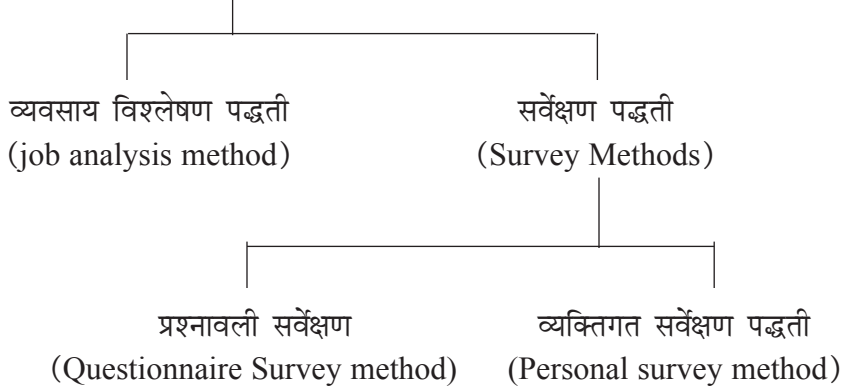 व्यवसाय विश्लेषण पद्धती
(job analysis method)
सर्वेक्षण पद्धती
(Survey Methods)
प्रश्नावली सर्वेक्षण
(Questionnaire Survey method)
व्यक्तिगत सर्वेक्षण पद्धती
(Personal survey method)